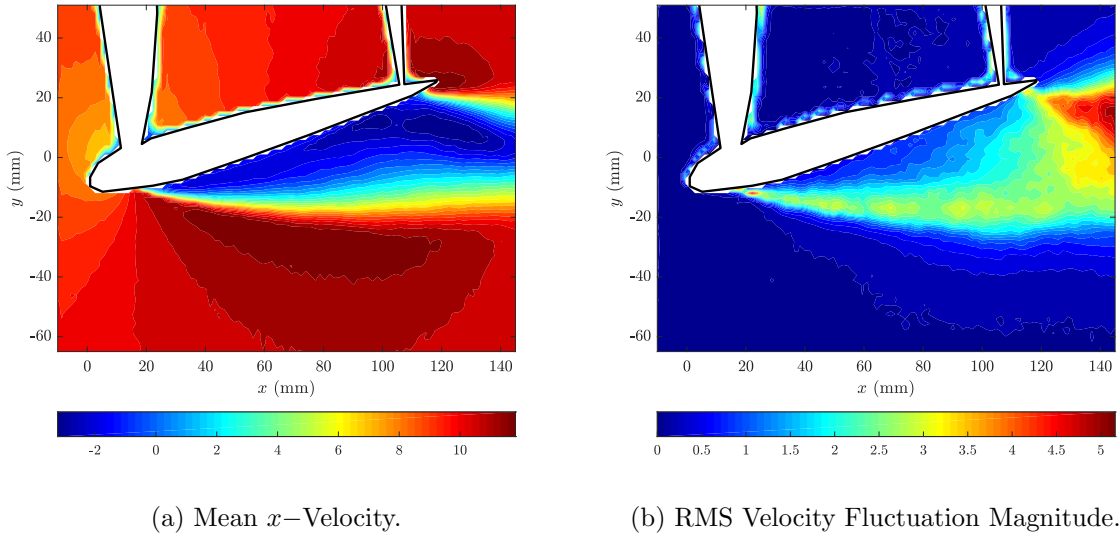 40
20
0
-20
-40
-60
y (mm)
0 20 40 60 80 100 120 140
x (mm)
-2 0 2 4 6 8 10
(a) Mean x−Velocity.
40
20
0
-20
-40
-60
y (mm)
0 20 40 60 80 100 120 140
x (mm)
0 0.5 1 1.5 2 2.5 3 3.5 4 4.5 5
(b) RMS Velocity Fluctuation Magnitude.